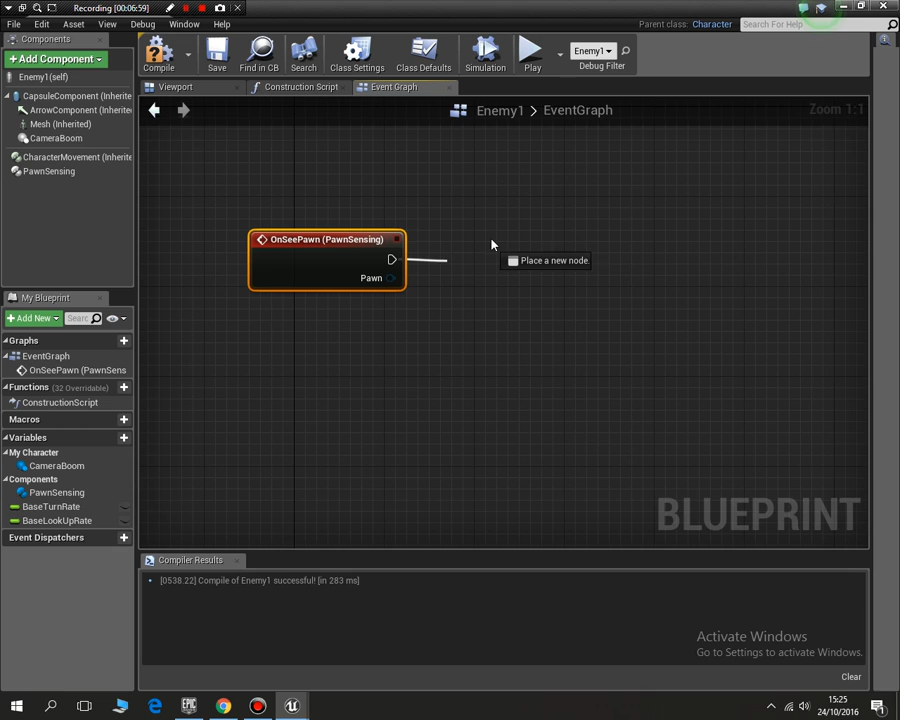 Recording [00:06:59]
File Edit Asset View Debug Window Help
Parent class: Character
Search For Help
Components
Add Component
Compile
Save
Find in CB
Search
Class Settings
Class Defaults
Simulation
Play
Enemy1
Debug Filter
Enemy1(self)
CapsuleComponent (Inherite
ArrowComponent (Inherite
Mesh (Inherited)
CameraBoom
CharacterMovement (Inherite
PawnSensing
Viewport
Construction Script
Event Graph
Enemy1 > EventGraph
Zoom 1:1
OnSeePawn (PawnSensing)
Pawn
Place a new node.
My Blueprint
Add New
Searc
Graphs
EventGraph
OnSeePawn (PawnSens
Functions (32 Overridable)
ConstructionScript
Macros
Variables
My Character
CameraBoom
Components
PawnSensing
BaseTurnRate
BaseLookUpRate
Event Dispatchers
BLUEPRINT
Compiler Results
[0538.22] Compile of Enemy1 successful! [in 283 ms]
Activate Windows
Go to Settings to activate Windows.
Clear
EPIC
15:25
24/10/2016
1